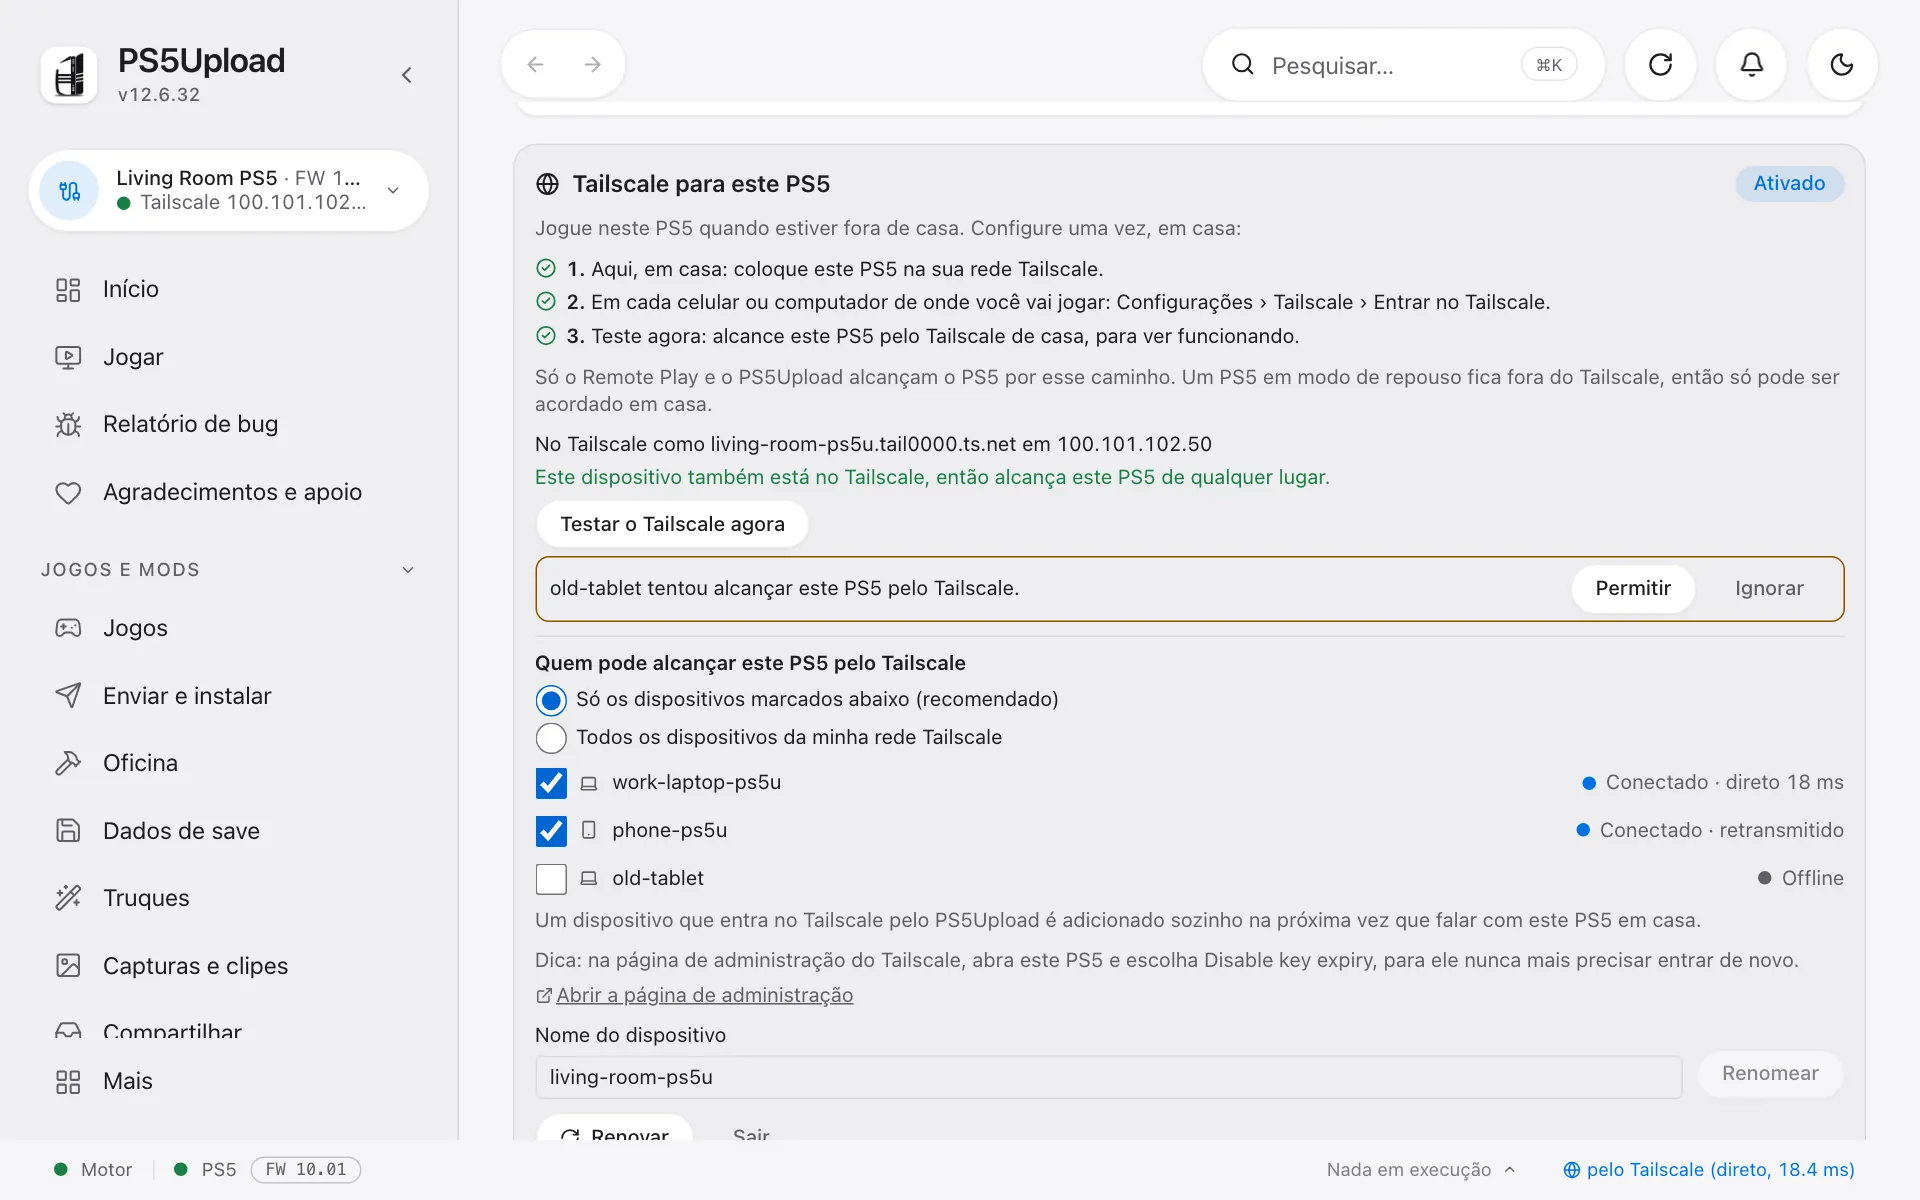 PS5Upload
v12.6.32
Living Room PS5 · FW 1...
Tailscale 100.101.102...
Início
Jogar
Relatório de bug
Agradecimentos e apoio
JOGOS E MODS
Jogos
Enviar e instalar
Oficina
Dados de save
Truques
Capturas e clipes
Compartilhar
Mais
Pesquisar...
⌘K
Tailscale para este PS5
Ativado
Jogue neste PS5 quando estiver fora de casa. Configure uma vez, em casa:
1. Aqui, em casa: coloque este PS5 na sua rede Tailscale.
2. Em cada celular ou computador de onde você vai jogar: Configurações › Tailscale › Entrar no Tailscale.
3. Teste agora: alcance este PS5 pelo Tailscale de casa, para ver funcionando.
Só o Remote Play e o PS5Upload alcançam o PS5 por esse caminho. Um PS5 em modo de repouso fica fora do Tailscale, então só pode ser
acordado em casa.
No Tailscale como living-room-ps5u.tail0000.ts.net em 100.101.102.50
Este dispositivo também está no Tailscale, então alcança este PS5 de qualquer lugar.
Testar o Tailscale agora
old-tablet tentou alcançar este PS5 pelo Tailscale.
Permitir
Ignorar
Quem pode alcançar este PS5 pelo Tailscale
Só os dispositivos marcados abaixo (recomendado)
Todos os dispositivos da minha rede Tailscale
work-laptop-ps5u
Conectado · direto 18 ms
phone-ps5u
Conectado · retransmitido
old-tablet
Offline
Um dispositivo que entra no Tailscale pelo PS5Upload é adicionado sozinho na próxima vez que falar com este PS5 em casa.
Dica: na página de administração do Tailscale, abra este PS5 e escolha Disable key expiry, para ele nunca mais precisar entrar de novo.
Abrir a página de administração
Nome do dispositivo
living-room-ps5u
Renomear
Renovar
Sair
Motor
PS5
FW 10.01
Nada em execução
pelo Tailscale (direto, 18.4 ms)